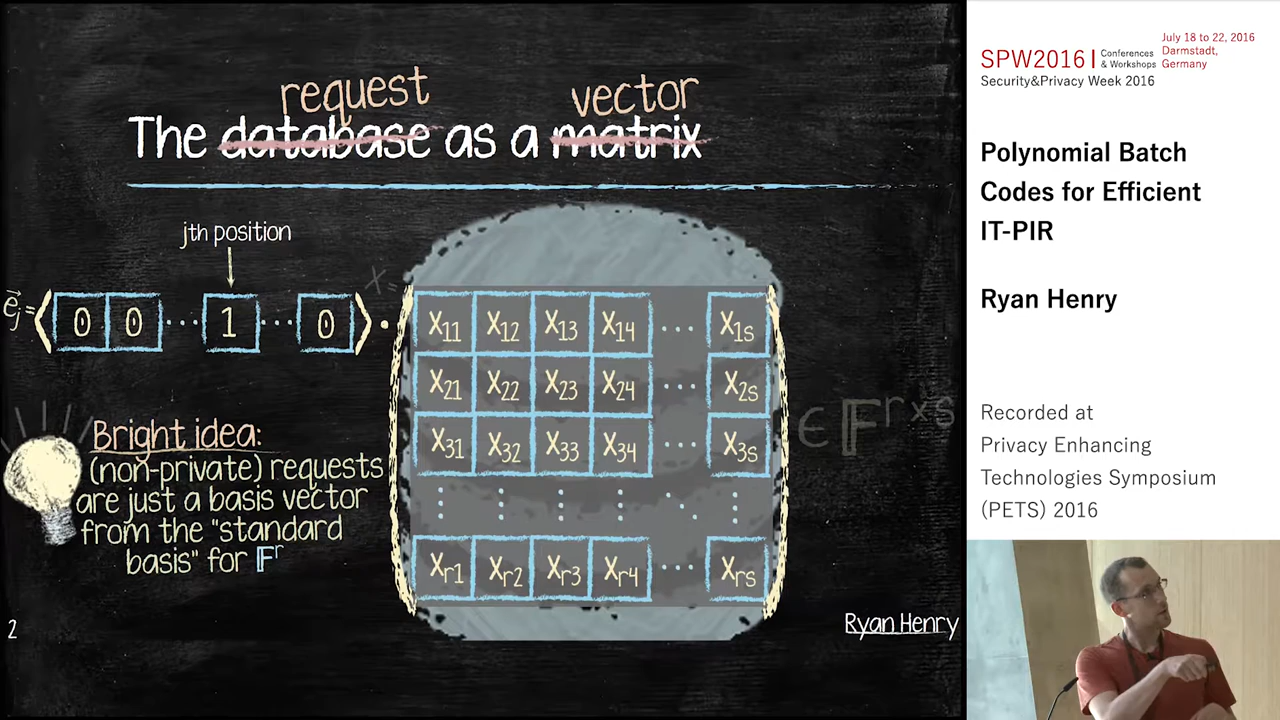 request vector
The database as a matrix
jth position
e⃗j = ⟨ 0 0 ... 1 ... 0 ⟩ ·
X11 X12 X13 X14 ... X1s
X21 X22 X23 X24 ... X2s
X31 X32 X33 X34 ... X3s
⋮ ⋮ ⋮ ⋮ ⋱ ⋮
Xr1 Xr2 Xr3 Xr4 ... Xrs
∈ 𝔽^r×s
Bright idea:
(non-private) requests
are just a basis vector
from the "standard
basis" for 𝔽^r
2
Ryan Henry
SPW2016 | Conferences
& Workshops
Security&Privacy Week 2016
July 18 to 22, 2016
Darmstadt,
Germany
Polynomial Batch
Codes for Efficient
IT-PIR
Ryan Henry
Recorded at
Privacy Enhancing
Technologies Symposium
(PETS) 2016